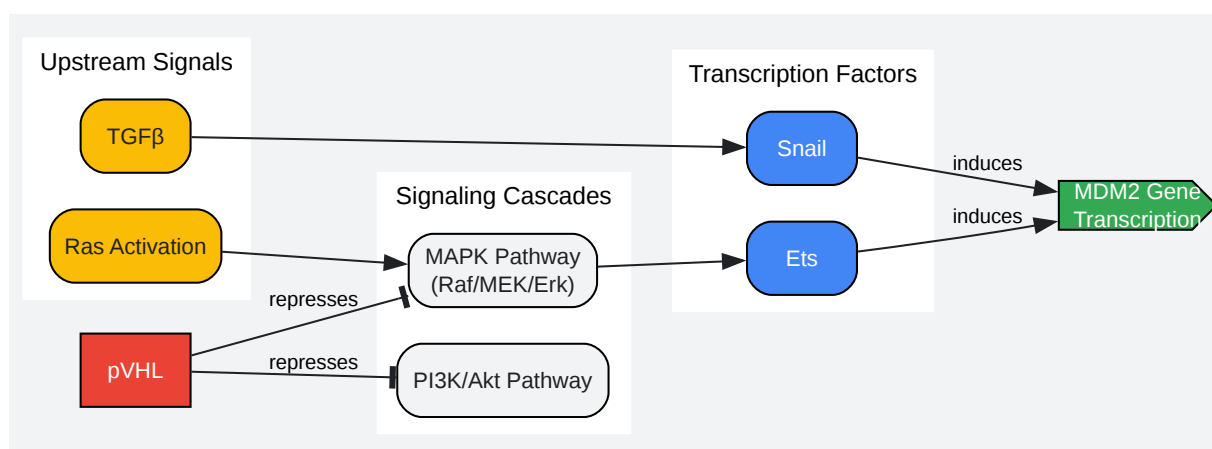 Upstream Signals
TGFβ
Ras Activation
pVHL
represses
represses
Signaling Cascades
MAPK Pathway
(Raf/MEK/Erk)
PI3K/Akt Pathway
Transcription Factors
Snail
Ets
induces
induces
MDM2 Gene
Transcription